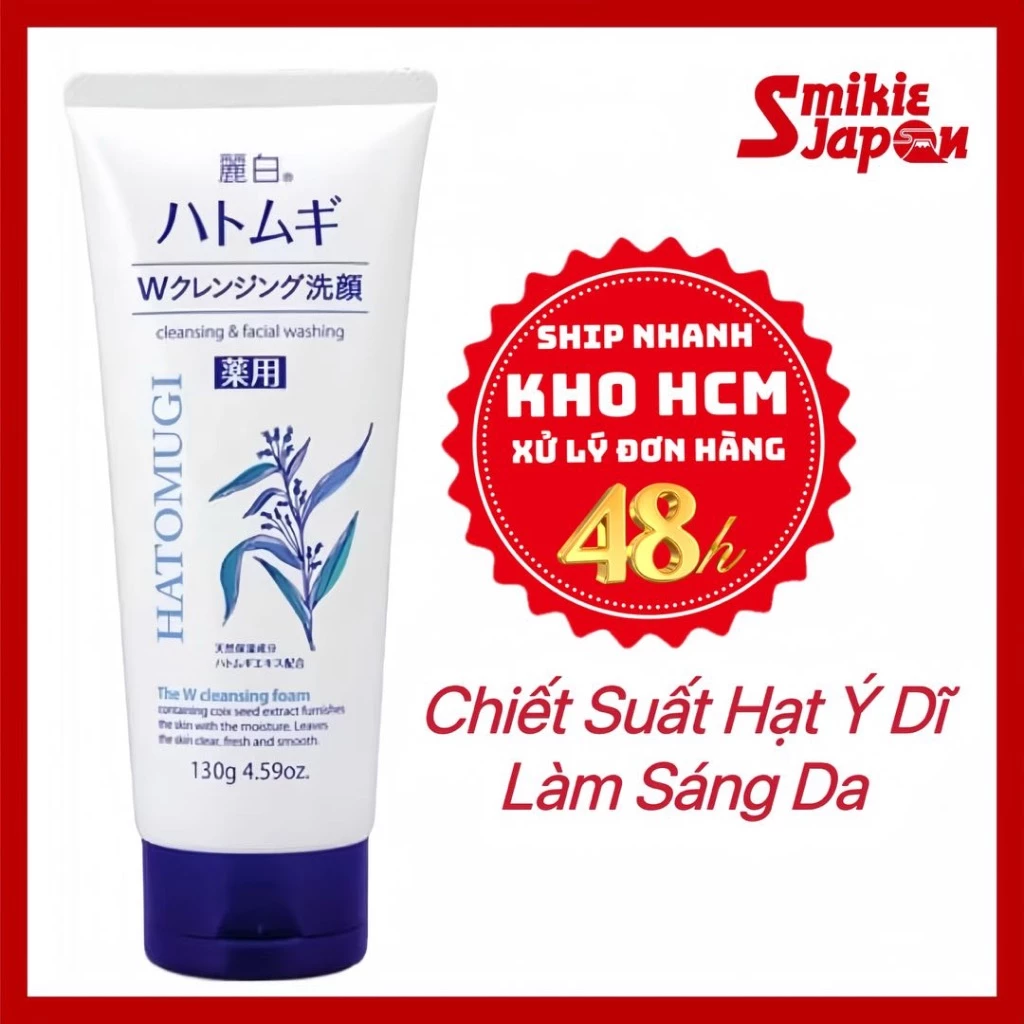 麗白®
ハトムギ
Wクレンジング洗顔
cleansing & facial washing
薬用
HATOMUGI
天然保湿成分
ハトムギエキス配合
The W cleansing foam
containing coix seed extract furnishes
the skin with the moisture. Leaves
the skin clear, fresh and smooth.
130g 4.59oz.
Smikie
Japan
SHIP NHANH
KHO HCM
XỬ LÝ ĐƠN HÀNG
48h
Chiết Suất Hạt Ý Dĩ
Làm Sáng Da